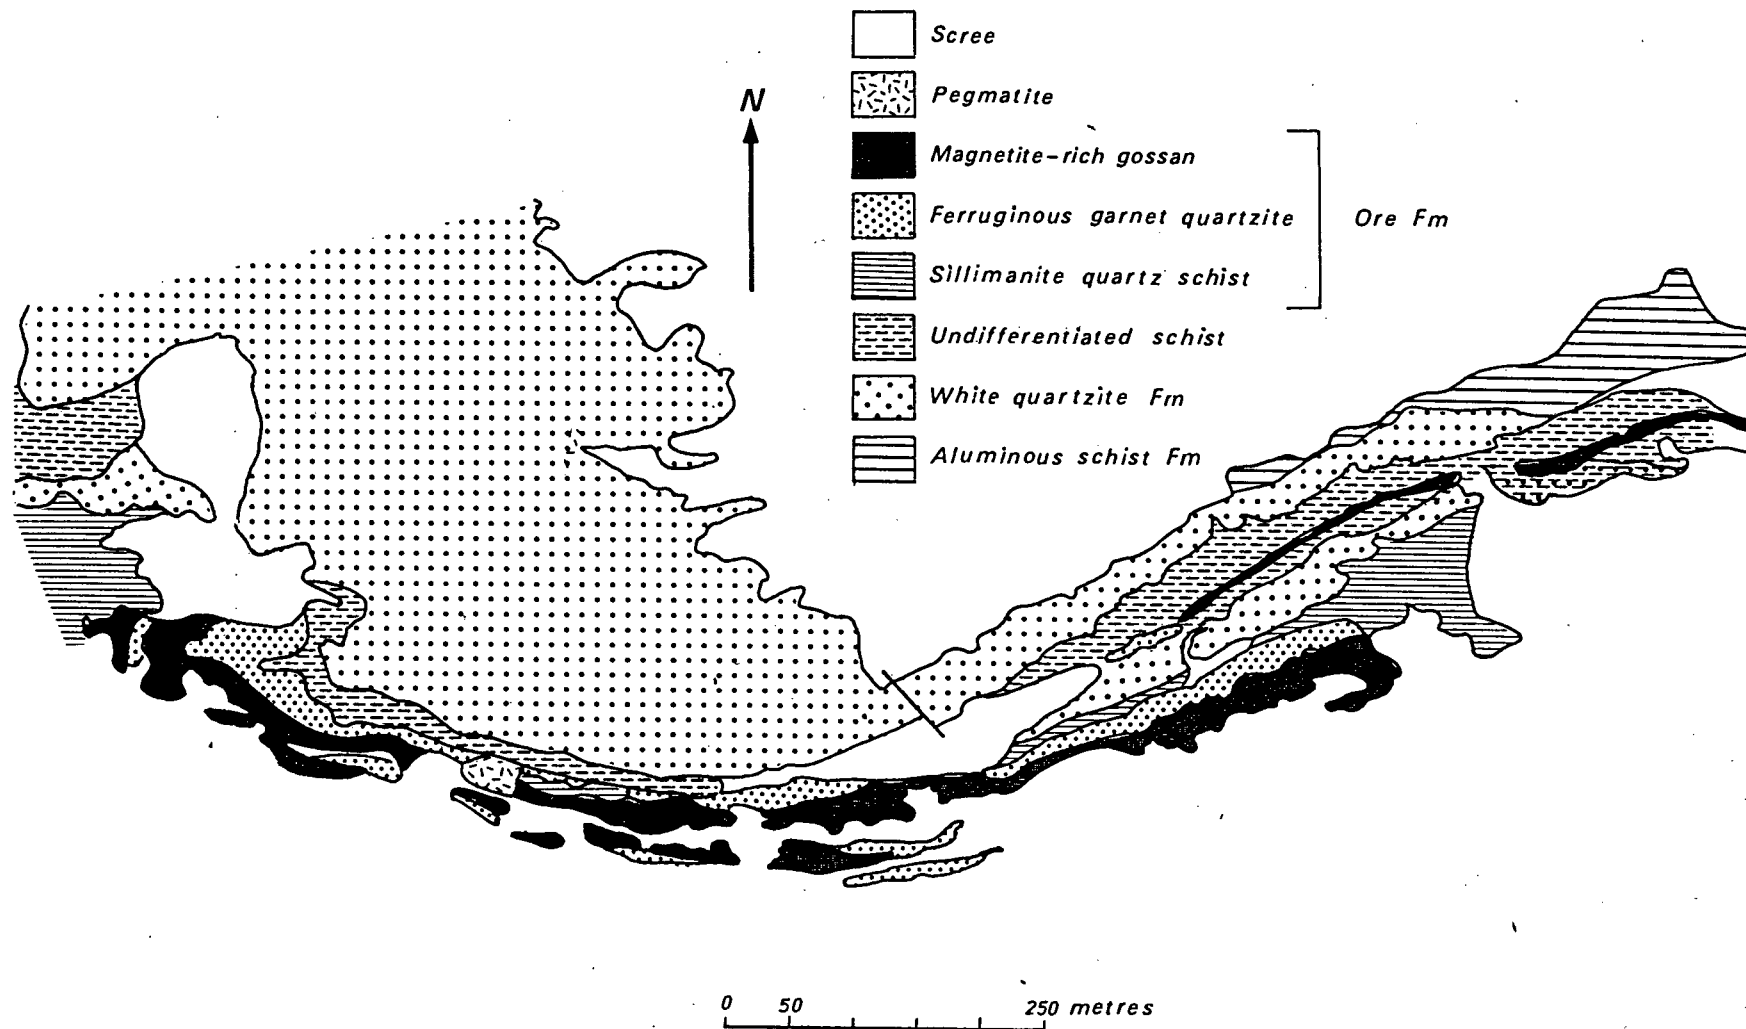 Scree
Pegmatite
N
Magnetite-rich gossan
Ferruginous garnet quartzite
Ore Fm
Sillimanite quartz schist
Undifferentiated schist
White quartzite Fm
Aluminous schist Fm
0 50 250 metres